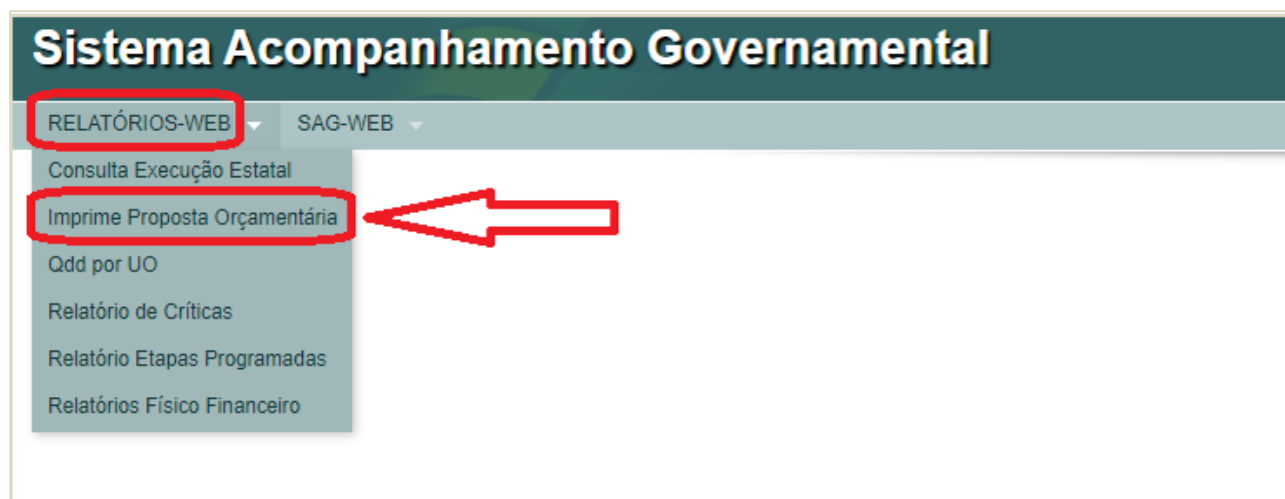 Sistema Acompanhamento Governamental
RELATÓRIOS-WEB SAG-WEB
Consulta Execução Estatal
Imprime Proposta Orçamentária
Qdd por UO
Relatório de Críticas
Relatório Etapas Programadas
Relatórios Físico Financeiro